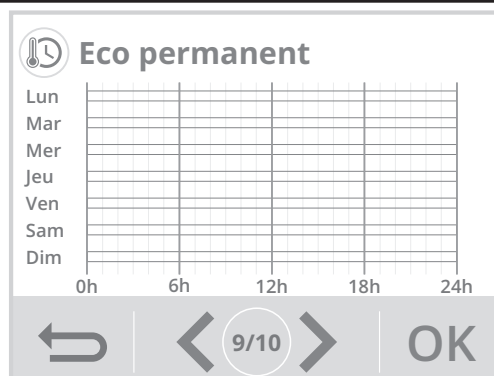 Eco permanent
Lun
Mar
Mer
Jeu
Ven
Sam
Dim
0h 6h 12h 18h 24h
9/10 OK